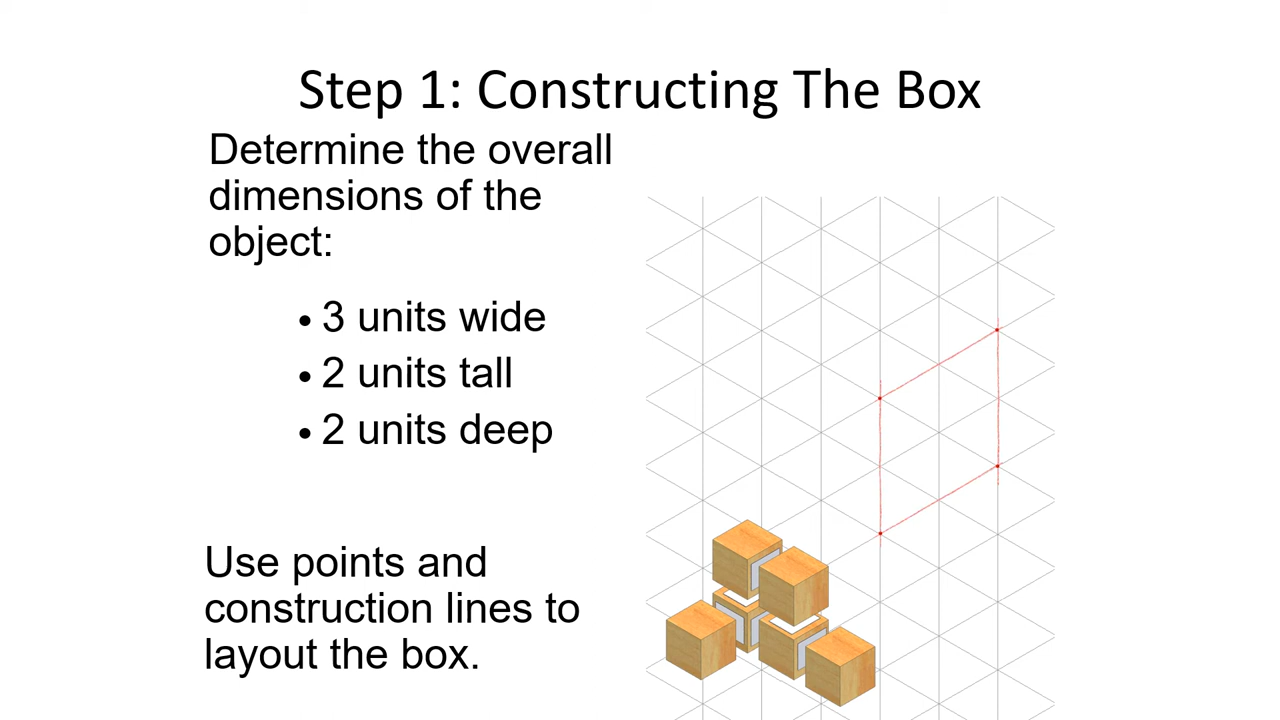 Step 1: Constructing The Box
Determine the overall
dimensions of the
object:
• 3 units wide
• 2 units tall
• 2 units deep
Use points and
construction lines to
layout the box.